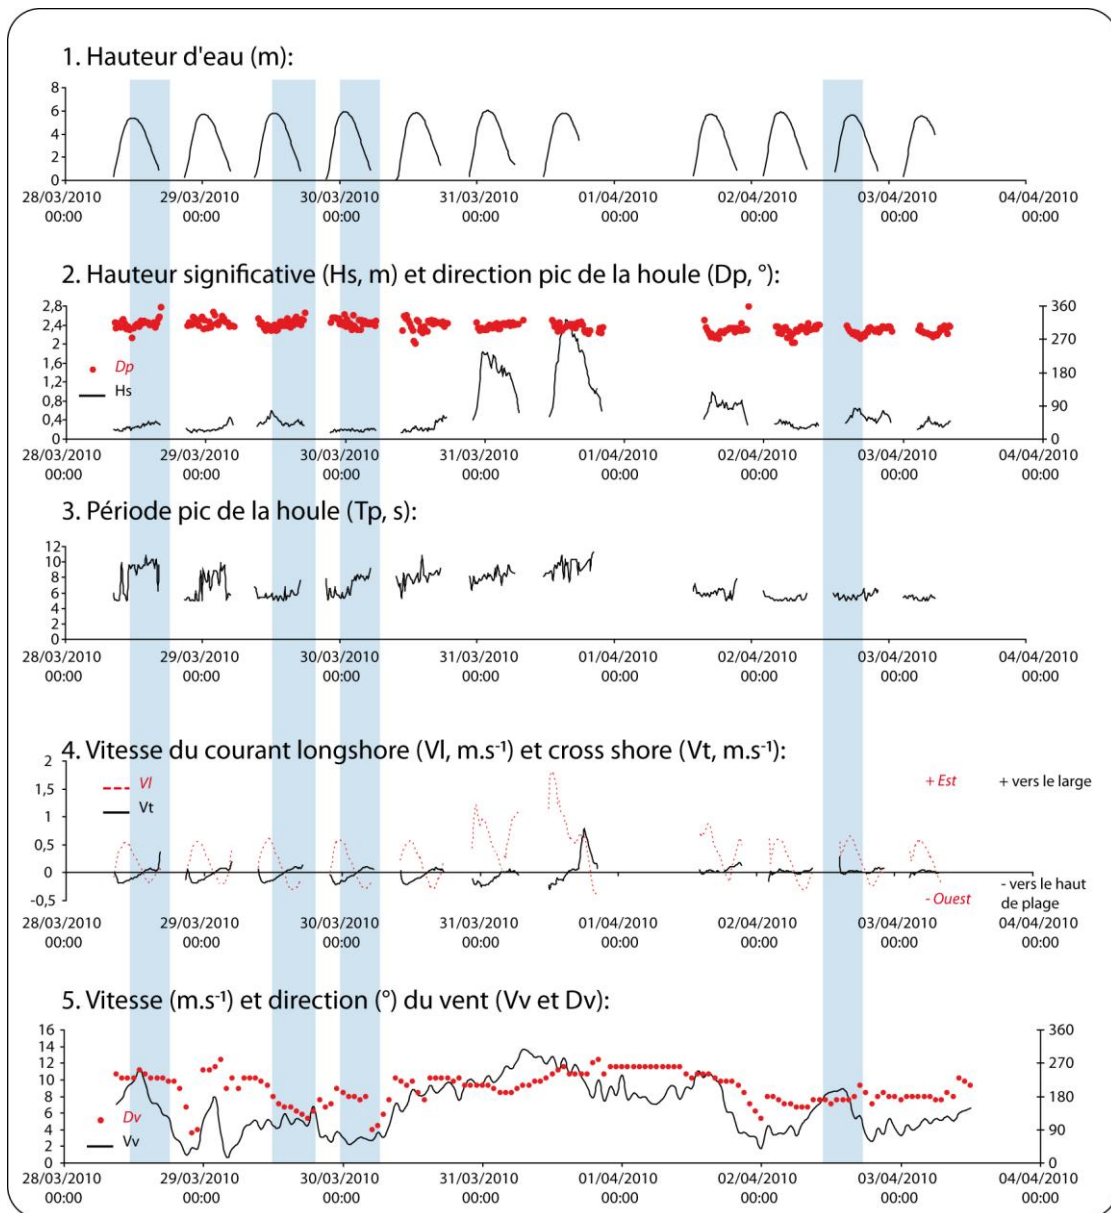 1. Hauteur d'eau (m):
8
6
4
2
0
28/03/2010 29/03/2010 30/03/2010 31/03/2010 01/04/2010 02/04/2010 03/04/2010 04/04/2010
00:00 00:00 00:00 00:00 00:00 00:00 00:00 00:00
2. Hauteur significative (Hs, m) et direction pic de la houle (Dp, °):
2,8 360
2,4
2 270
1,6
Dp
1,2 180
Hs
0,8
0,4 90
0 0
28/03/2010 29/03/2010 30/03/2010 31/03/2010 01/04/2010 02/04/2010 03/04/2010 04/04/2010
00:00 00:00 00:00 00:00 00:00 00:00 00:00 00:00
3. Période pic de la houle (Tp, s):
12
10
8
6
4
2
0
28/03/2010 29/03/2010 30/03/2010 31/03/2010 01/04/2010 02/04/2010 03/04/2010 04/04/2010
00:00 00:00 00:00 00:00 00:00 00:00 00:00 00:00
4. Vitesse du courant longshore (Vl, m.s⁻¹) et cross shore (Vt, m.s⁻¹):
2
Vl + Est + vers le large
1,5
Vt
1
0,5
0
- Ouest - vers le haut
-0,5 de plage
28/03/2010 29/03/2010 30/03/2010 31/03/2010 01/04/2010 02/04/2010 03/04/2010 04/04/2010
00:00 00:00 00:00 00:00 00:00 00:00 00:00 00:00
5. Vitesse (m.s⁻¹) et direction (°) du vent (Vv et Dv):
16 360
14
12 270
10
8 180
6
Dv
4 90
Vv
2
0 0
28/03/2010 29/03/2010 30/03/2010 31/03/2010 01/04/2010 02/04/2010 03/04/2010 04/04/2010
00:00 00:00 00:00 00:00 00:00 00:00 00:00 00:00